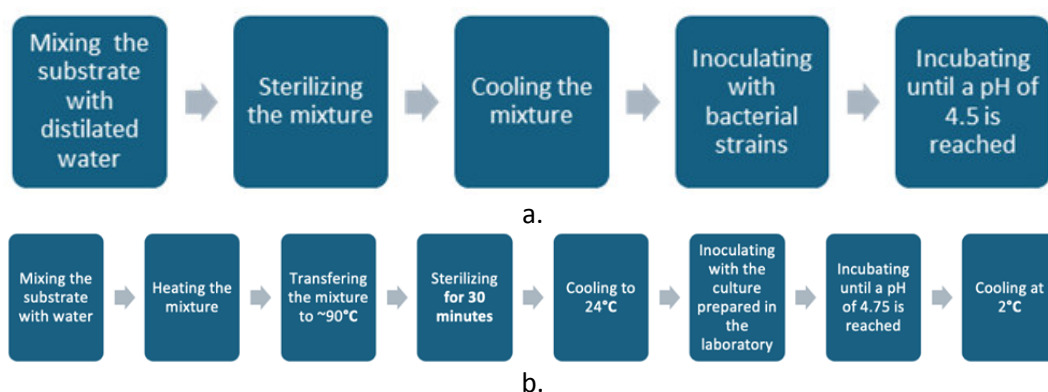 Mixing the
substrate
with
distilated
water
Sterilizing
the mixture
Cooling the
mixture
Inoculating
with
bacterial
strains
Incubating
until a pH of
4.5 is
reached
a.
Mixing the
substrate
with water
Heating the
mixture
Transfering
the mixture
to ~90°C
Sterilizing
for 30
minutes
Cooling to
24°C
Inoculating
with the
culture
prepared in
the
laboratory
Incubating
until a pH
of 4.75 is
reached
Cooling at
2°C
b.